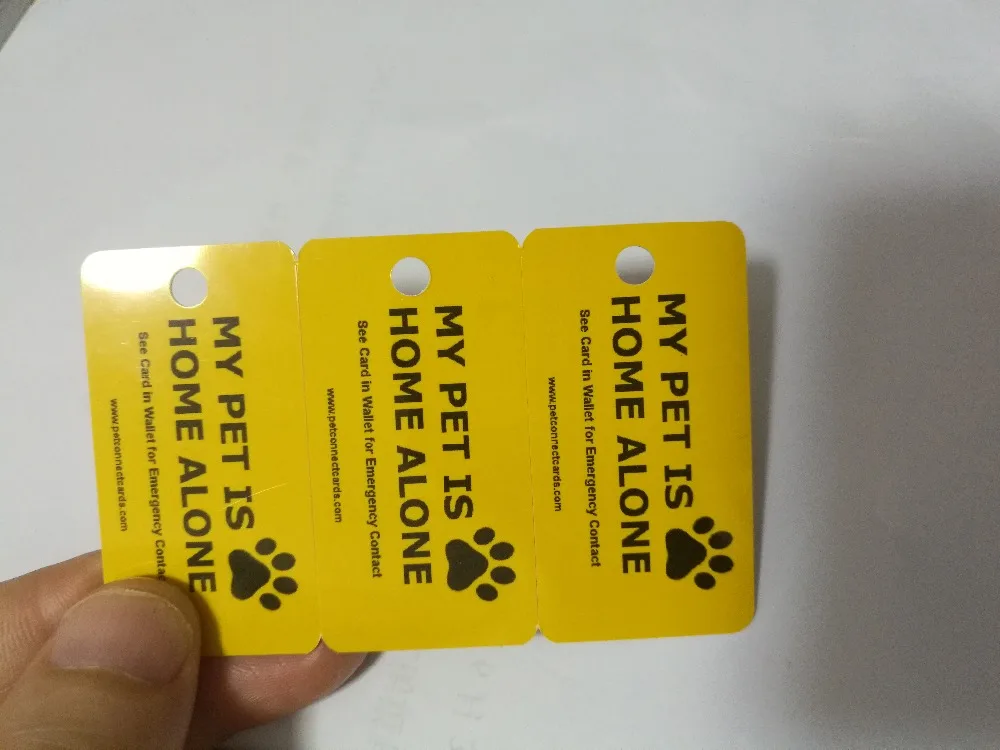 MY PET IS
HOME ALONE
See Card in Wallet for Emergency Contac
www.petconnectcards.com
MY PET IS
HOME ALONE
See Card in Wallet for Emergency Contact
www.petconnectcards.com
MY PET IS
HOME ALONE
See Card in Wallet for Emergency Contact
www.petconnectcards.com